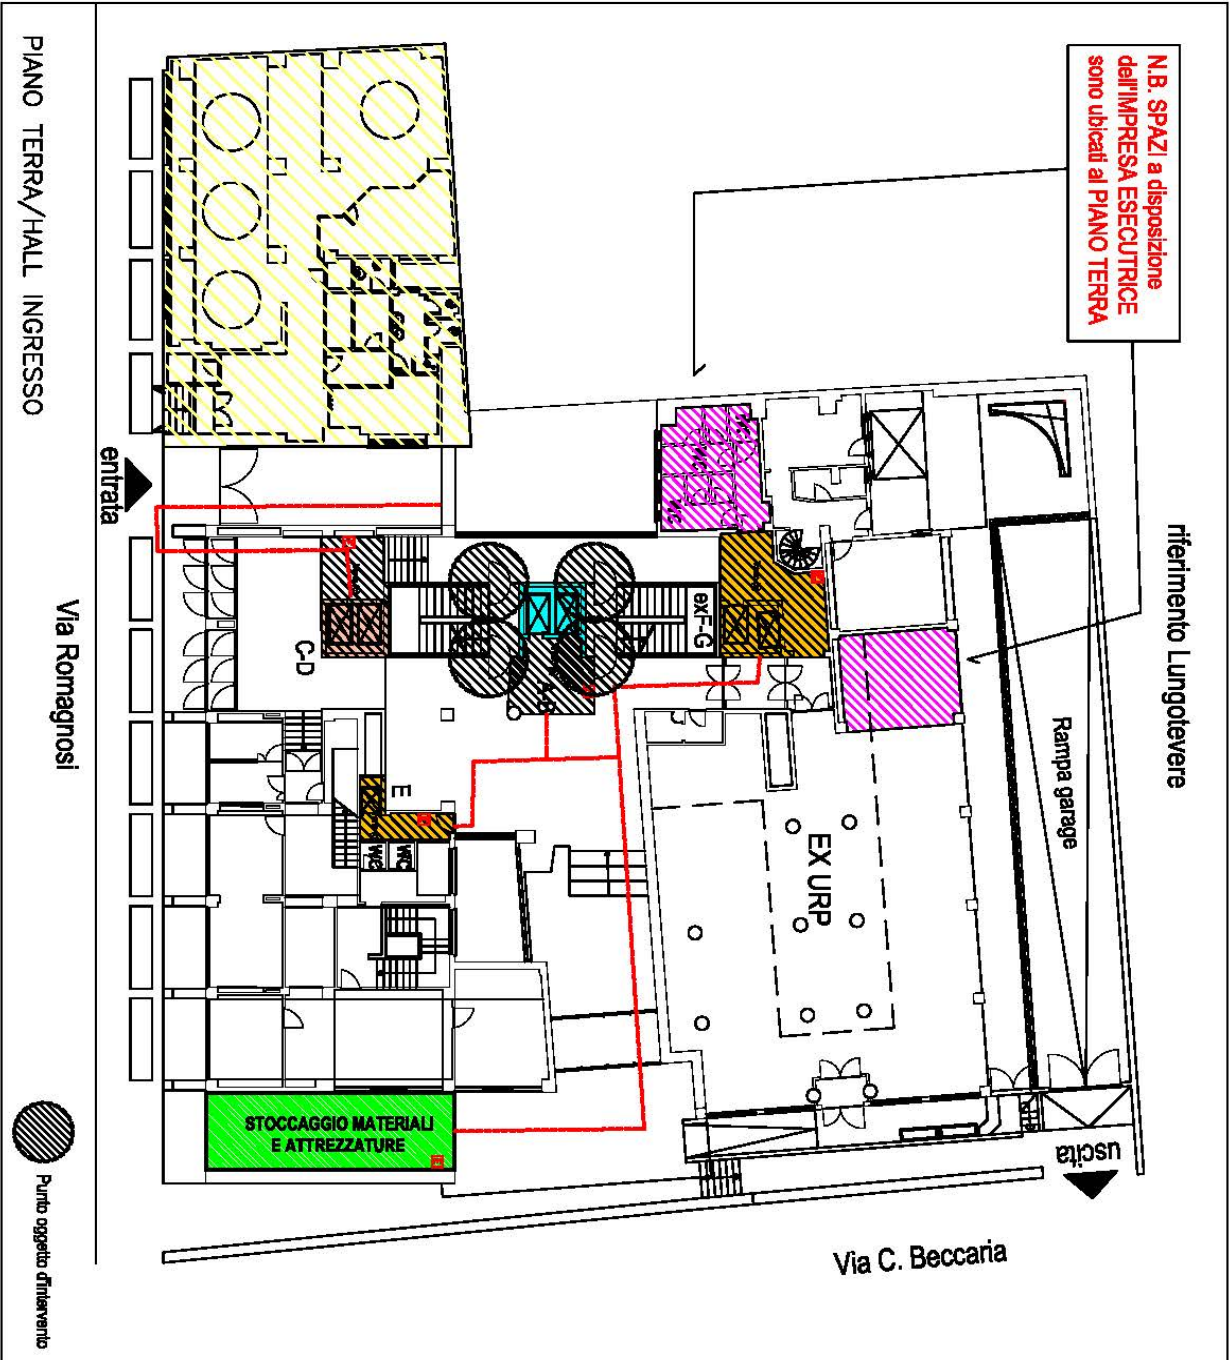 N.B. SPAZI a disposizione
dell'IMPRESA ESECUTRICE
sono ubicati al PIANO TERRA
riferimento Lungotevere
Rampa garage
uscita
EX URP
exF-G
WC
A-B
C-D
E
WC
WC
STOCCAGGIO MATERIALI
E ATTREZZATURE
Via C. Beccaria
Via Romagnosi
entrata
PIANO TERRA/HALL INGRESSO
Punto oggetto d'intervento